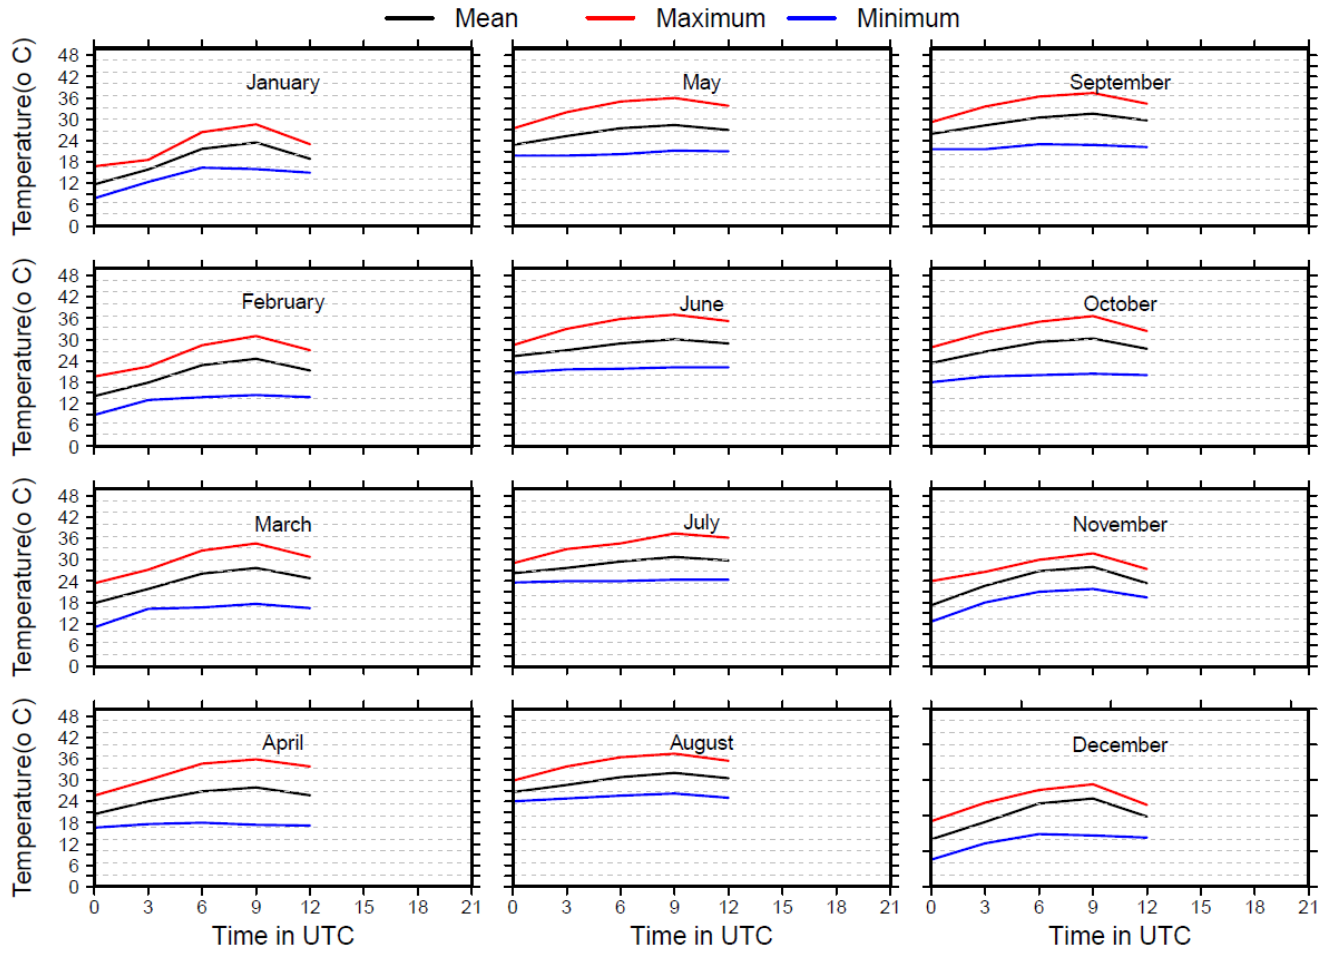 Mean Maximum Minimum
Temperature(o C)
48
42
36
30
24
18
12
6
0
January
May
September
Temperature(o C)
48
42
36
30
24
18
12
6
0
February
June
October
Temperature(o C)
48
42
36
30
24
18
12
6
0
March
July
November
Temperature(o C)
48
42
36
30
24
18
12
6
0
April
August
December
0 3 6 9 12 15 18 21
0 3 6 9 12 15 18 21
0 3 6 9 12 15 18 21
Time in UTC
Time in UTC
Time in UTC